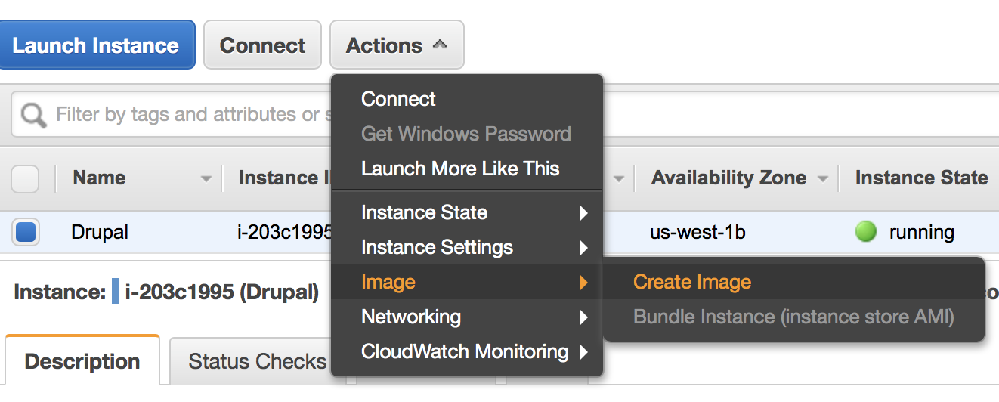 Launch Instance Connect Actions
Connect
Filter by tags and attributes or
Get Windows Password
Launch More Like This
Name Instance Availability Zone Instance State
Instance State
Drupal i-203c1995 us-west-1b running
Instance Settings
Instance: i-203c1995 (Drupal) Image Create Image
Networking Bundle Instance (instance store AMI)
CloudWatch Monitoring
Description Status Checks